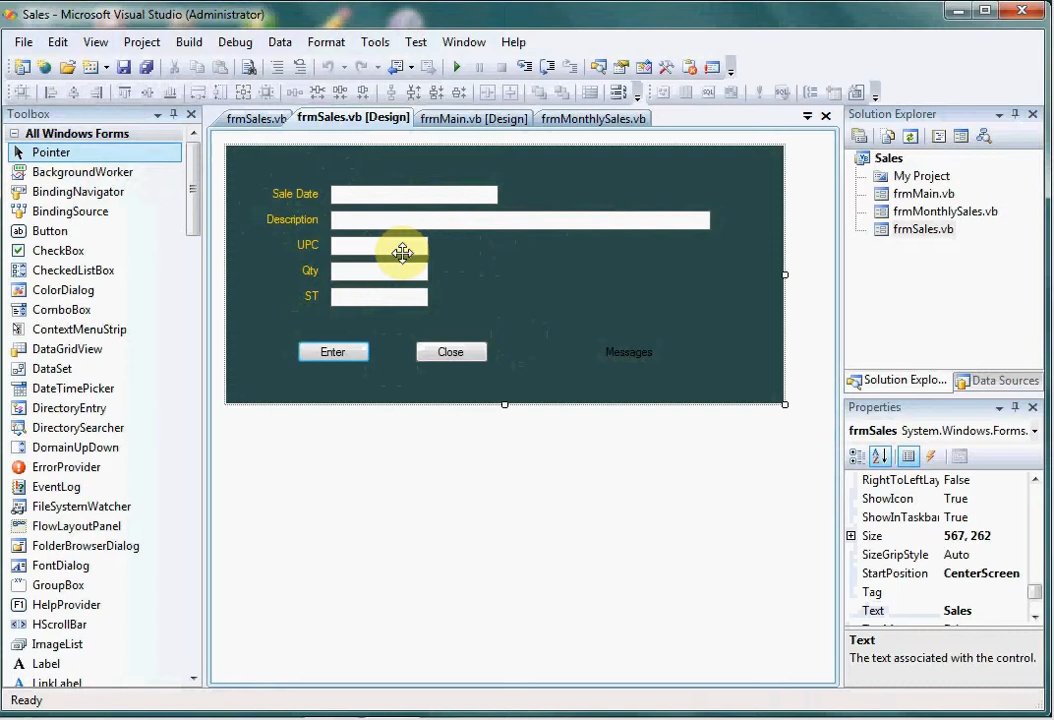 Sales - Microsoft Visual Studio (Administrator)
File Edit View Project Build Debug Data Format Tools Test Window Help
Toolbox
All Windows Forms
Pointer
BackgroundWorker
BindingNavigator
BindingSource
Button
CheckBox
CheckedListBox
ColorDialog
ComboBox
ContextMenuStrip
DataGridView
DataSet
DateTimePicker
DirectoryEntry
DirectorySearcher
DomainUpDown
ErrorProvider
EventLog
FileSystemWatcher
FlowLayoutPanel
FolderBrowserDialog
FontDialog
GroupBox
HelpProvider
HScrollBar
ImageList
A Label
A LinkLabel
frmSales.vb frmSales.vb [Design] frmMain.vb [Design] frmMonthlySales.vb
Sale Date
Description
UPC
Qty
ST
Enter Close Messages
Solution Explorer
Sales
My Project
frmMain.vb
frmMonthlySales.vb
frmSales.vb
Solution Explo... Data Sources
Properties
frmSales System.Windows.Forms.
RightToLeftLay False
ShowIcon True
ShowInTaskbar True
Size 567, 262
SizeGripStyle Auto
StartPosition CenterScreen
Tag
Text Sales
Text
The text associated with the control.
Ready